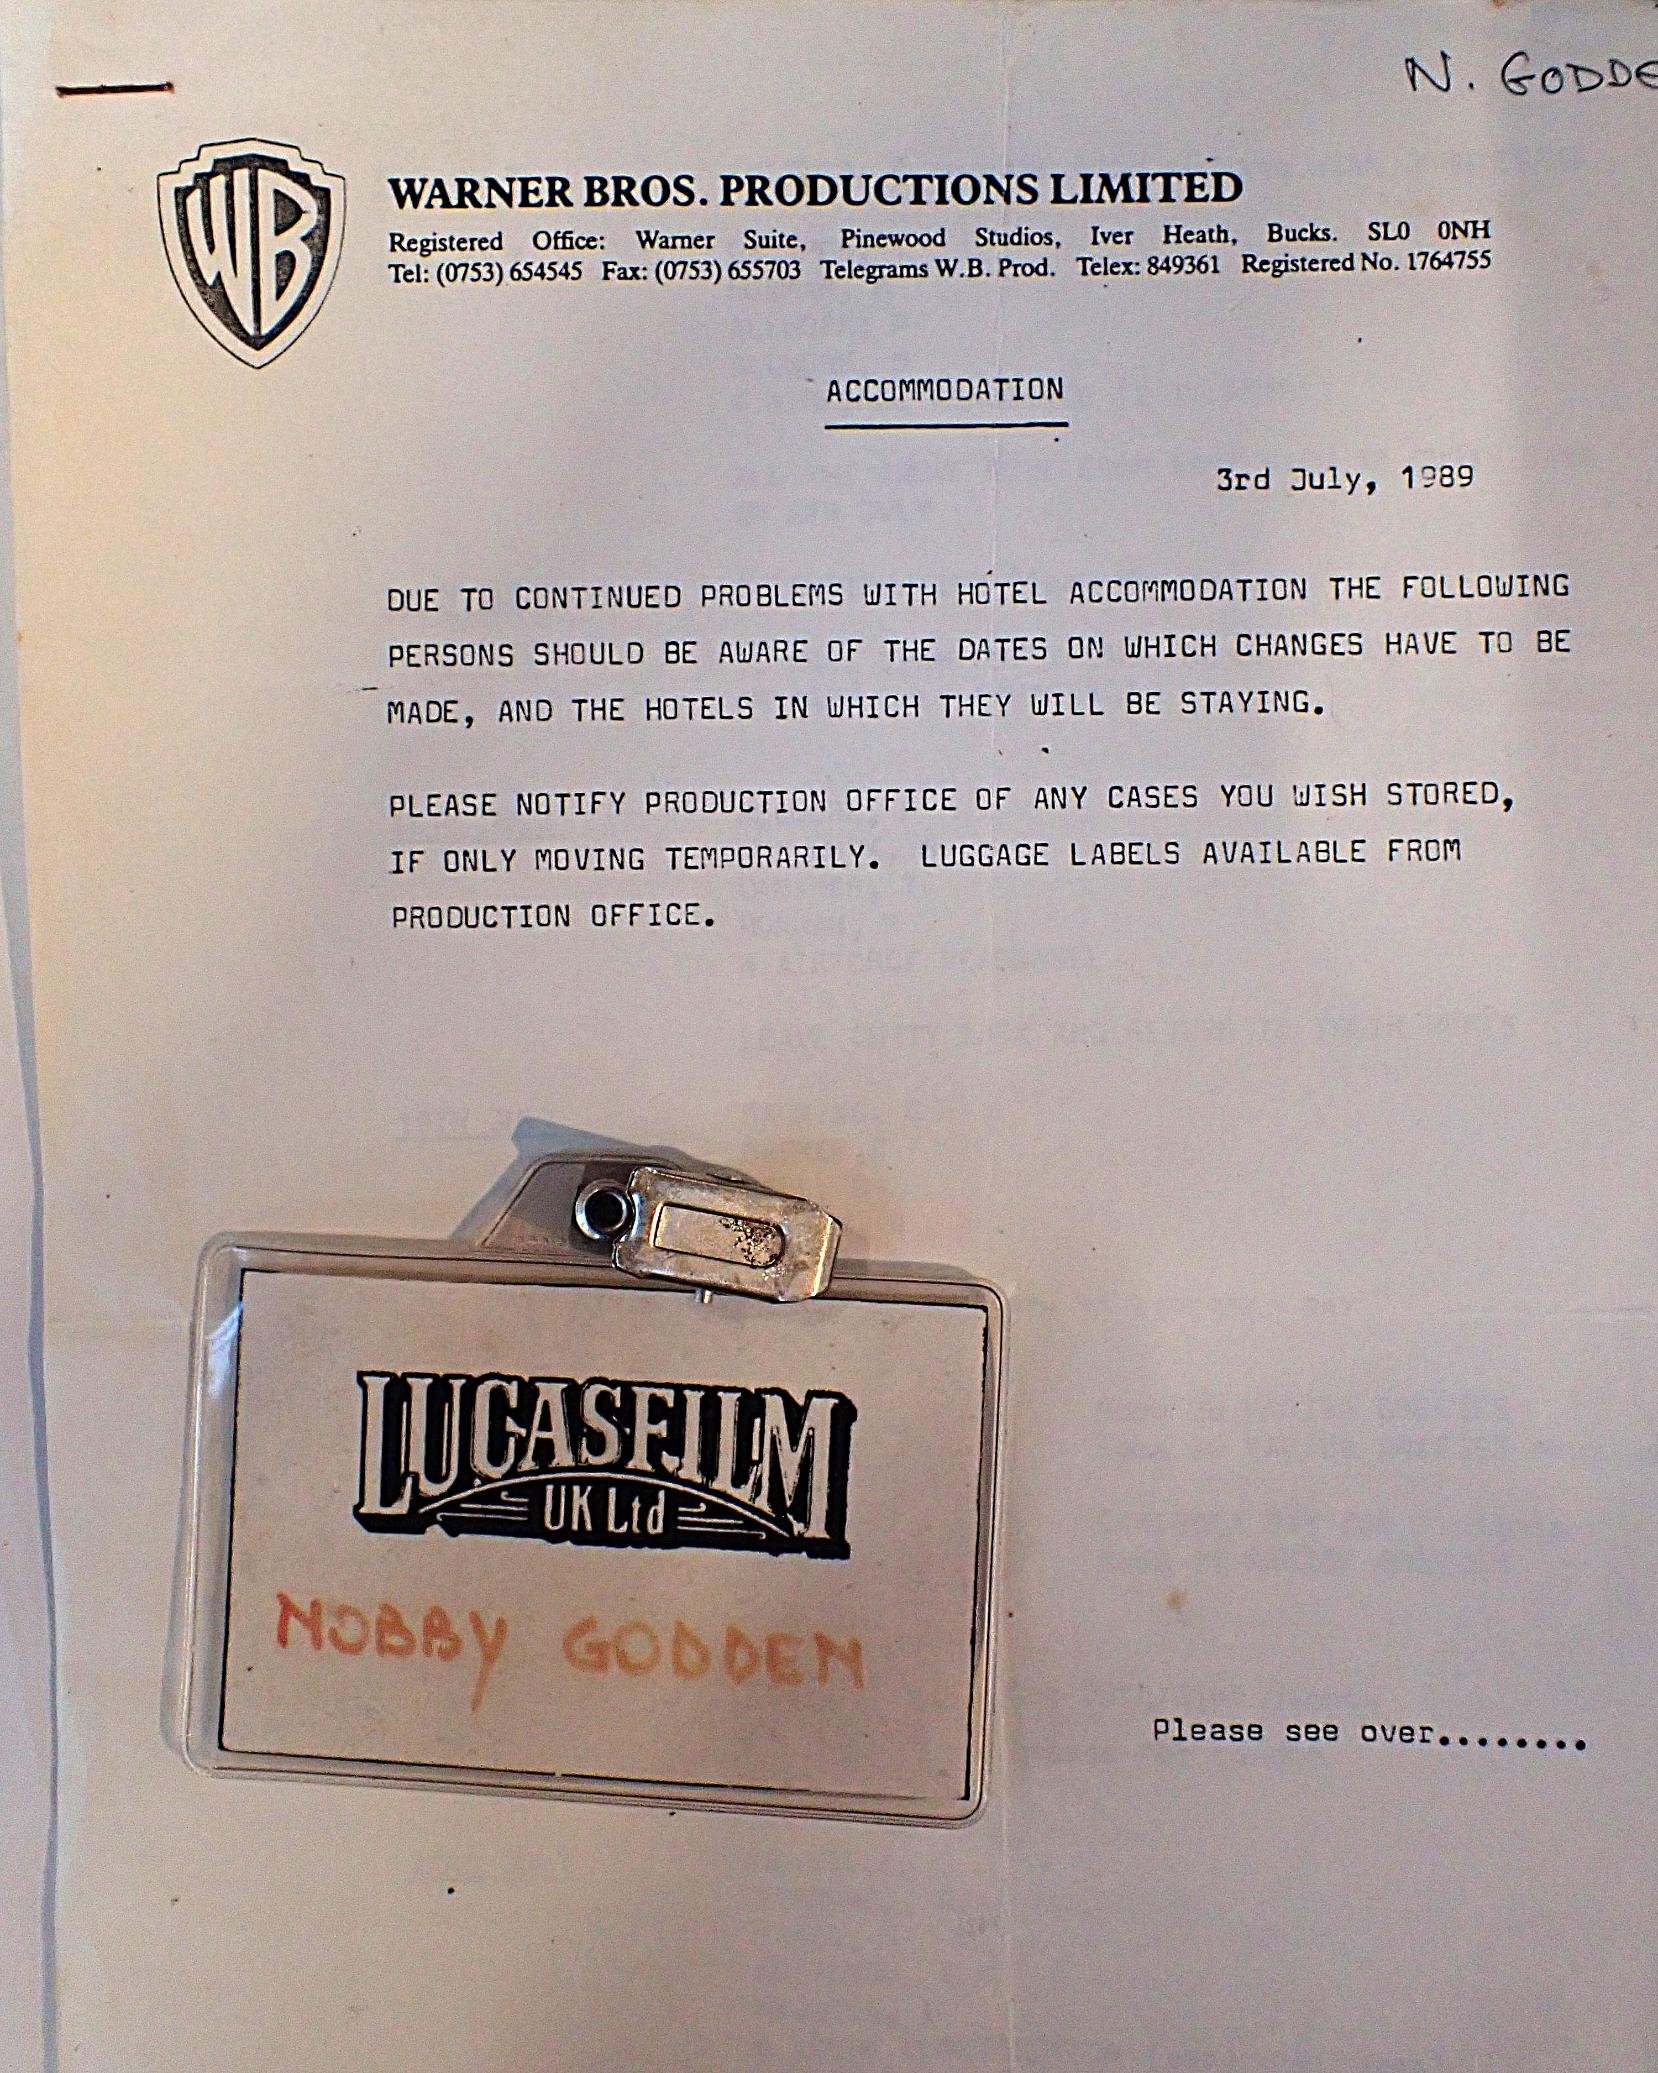 N. GODDE
WB
WARNER BROS. PRODUCTIONS LIMITED
Registered Office: Warner Suite, Pinewood Studios, Iver Heath, Bucks. SL0 0NH
Tel: (0753) 654545 Fax: (0753) 655703 Telegrams W.B. Prod. Telex: 849361 Registered No. 1764755
ACCOMMODATION
3rd July, 1989
DUE TO CONTINUED PROBLEMS WITH HOTEL ACCOMMODATION THE FOLLOWING
PERSONS SHOULD BE AWARE OF THE DATES ON WHICH CHANGES HAVE TO BE
MADE, AND THE HOTELS IN WHICH THEY WILL BE STAYING.
PLEASE NOTIFY PRODUCTION OFFICE OF ANY CASES YOU WISH STORED,
IF ONLY MOVING TEMPORARILY. LUGGAGE LABELS AVAILABLE FROM
PRODUCTION OFFICE.
LUCASFILM
UK Ltd
NOBBY GODDEN
Please see over........